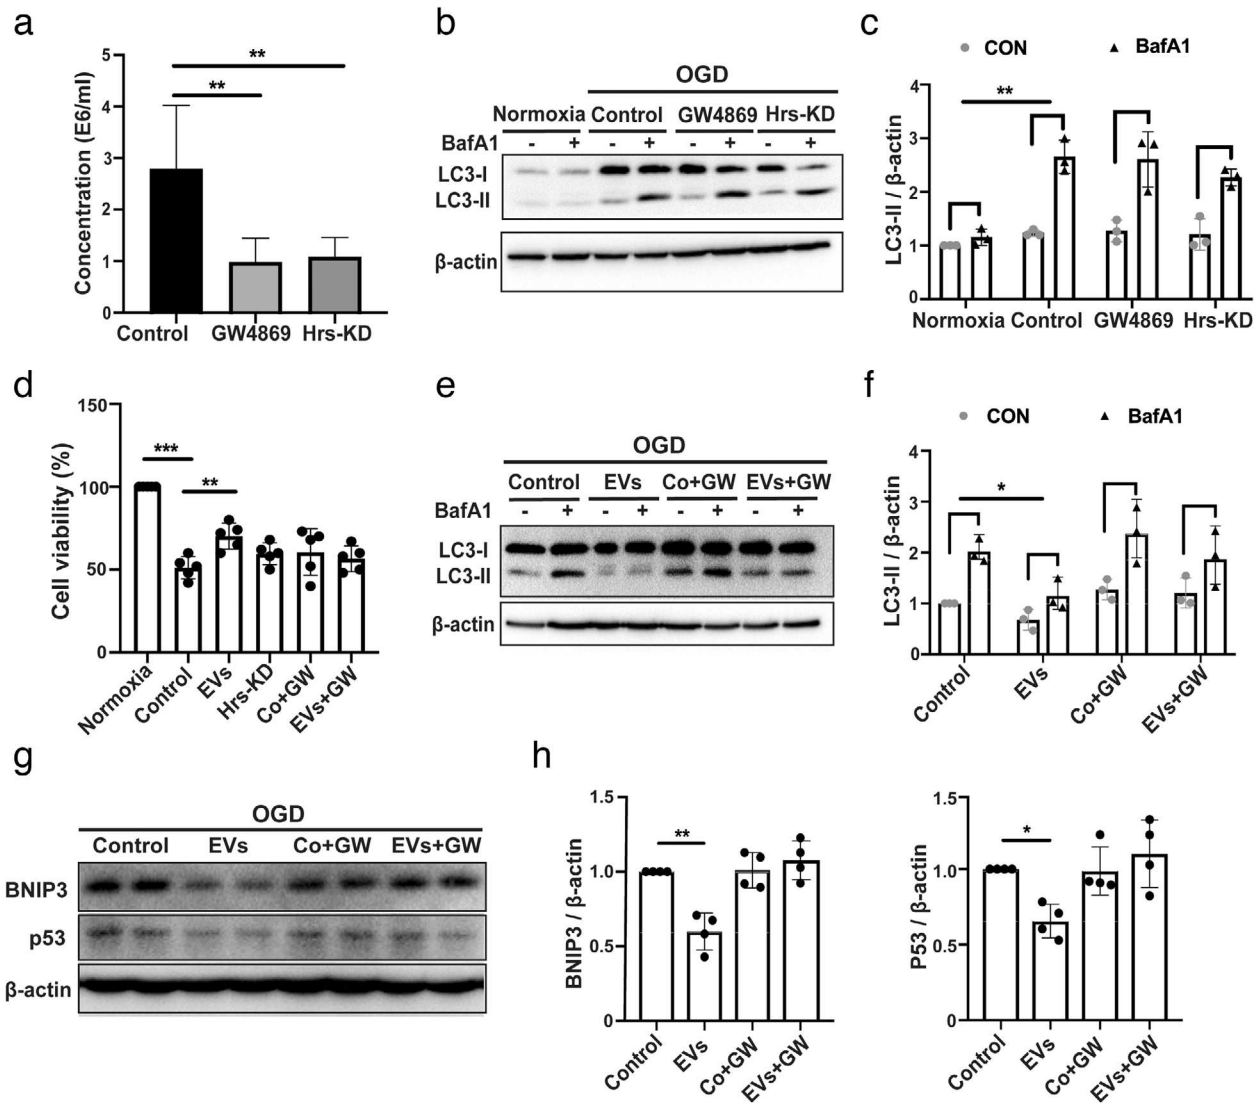 a
Concentration (E6/ml)
5
4
3
2
1
0
**
**
Control GW4869 Hrs-KD
b
OGD
Normoxia Control GW4869 Hrs-KD
BafA1 - + - + - + - +
LC3-I
LC3-II
β-actin
c
CON BafA1
LC3-II / β-actin
4
3
2
1
0
**
Normoxia Control GW4869 Hrs-KD
d
Cell viability (%)
150
100
50
0
***
**
Normoxia
Control
EVs
Hrs-KD
Co+GW
EVs+GW
e
OGD
Control EVs Co+GW EVs+GW
BafA1 - + - + - + - +
LC3-I
LC3-II
β-actin
f
CON BafA1
LC3-II / β-actin
4
3
2
1
0
*
Control
EVs
Co+GW
EVs+GW
g
OGD
Control EVs Co+GW EVs+GW
BNIP3
p53
β-actin
h
BNIP3 / β-actin
1.5
1.0
0.5
0
**
Control
EVs
Co+GW
EVs+GW
P53 / β-actin
1.5
1.0
0.5
0
*
Control
EVs
Co+GW
EVs+GW